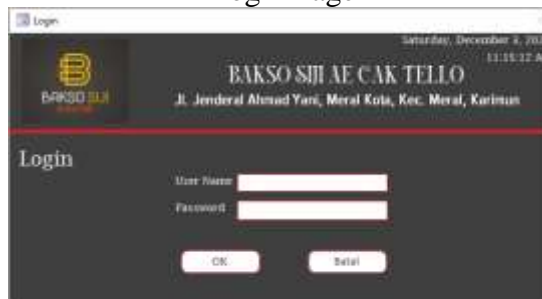 Login
Saturday, December 3, 202
11:15:12 A
BAKSO SIJI
BAKSO SIJI AE CAK TELLO
Jl. Jenderal Ahmad Yani, Meral Kota, Kec. Meral, Karimun
Login
User Name
Password
OK
Batal